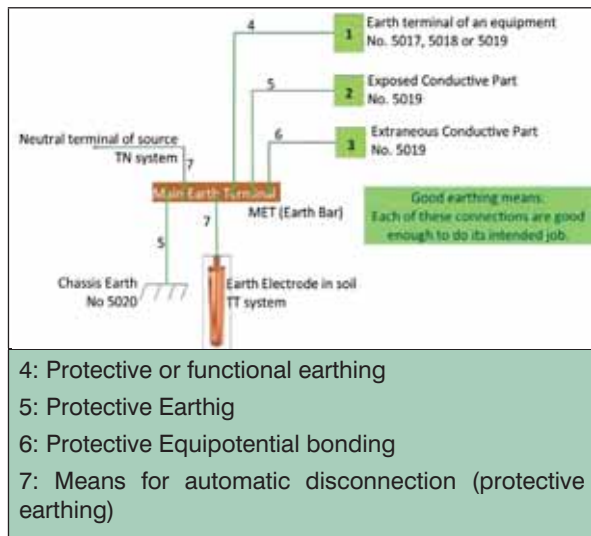 4
1
Earth terminal of an equipment
No. 5017, 5018 or 5019
5
2
Exposed Conductive Part
No. 5019
6
3
Extraneous Conductive Part
No. 5019
Neutral terminal of source
TN system
7
Main Earth Terminal
MET (Earth Bar)
Good earthing means:
Each of these connections are good
enough to do its intended job.
5
7
Chassis Earth
No 5020
Earth Electrode in soil
TT system
4: Protective or functional earthing
5: Protective Earthig
6: Protective Equipotential bonding
7: Means for automatic disconnection (protective
earthing)